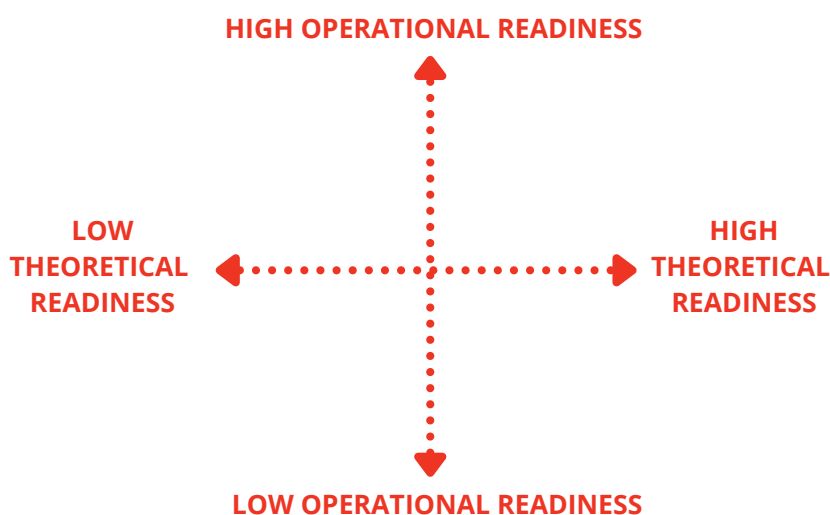 HIGH OPERATIONAL READINESS
LOW
THEORETICAL
READINESS
HIGH
THEORETICAL
READINESS
LOW OPERATIONAL READINESS